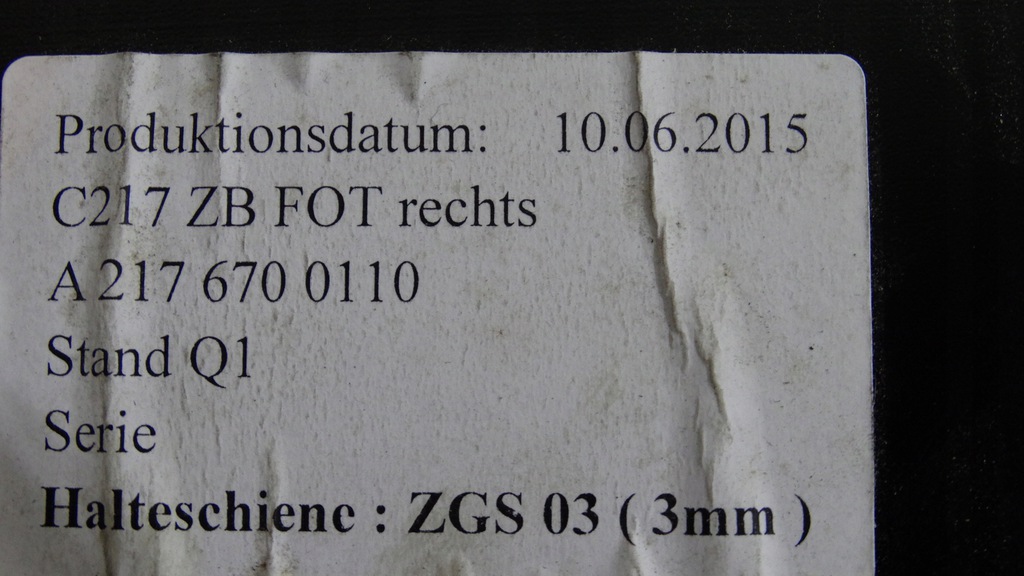 Produktionsdatum: 10.06.2015
C217 ZB FOT rechts
A 217 670 0110
Stand Q1
Serie
Halteschiene : ZGS 03 ( 3mm )